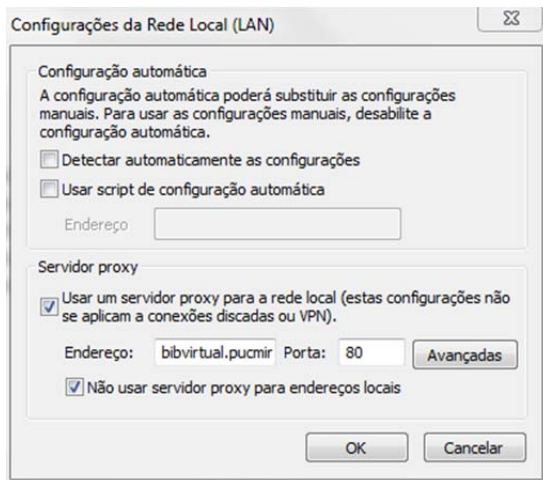 Configurações da Rede Local (LAN)
Configuração automática
A configuração automática poderá substituir as configurações
manuais. Para usar as configurações manuais, desabilite a
configuração automática.
Detectar automaticamente as configurações
Usar script de configuração automática
Endereço
Servidor proxy
Usar um servidor proxy para a rede local (estas configurações não
se aplicam a conexões discadas ou VPN).
Endereço: bibvirtual.pucmir Porta: 80 Avançadas
Não usar servidor proxy para endereços locais
OK Cancelar